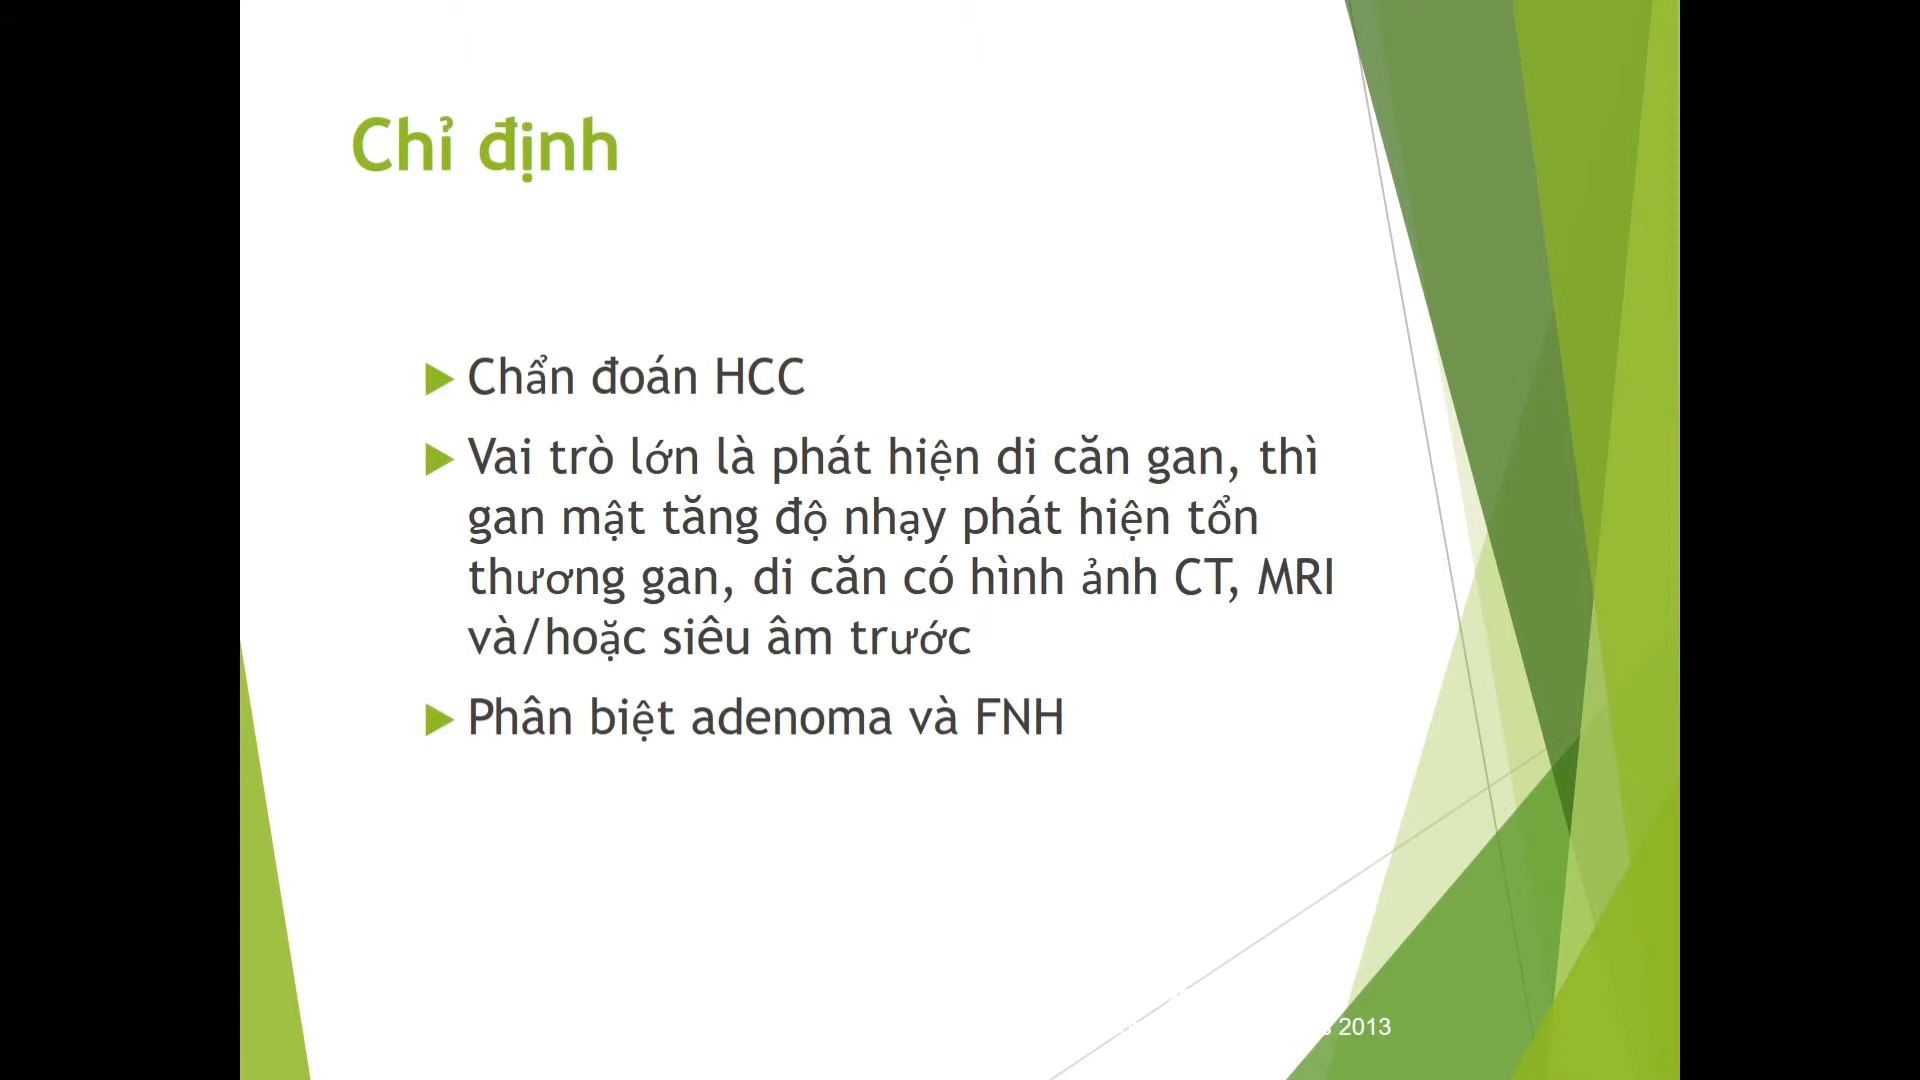 Chỉ định
Chẩn đoán HCC
Vai trò lớn là phát hiện di căn gan, thì
gan mật tăng độ nhạy phát hiện tổn
thương gan, di căn có hình ảnh CT, MRI
và/hoặc siêu âm trước
Phân biệt adenoma và FNH
2013